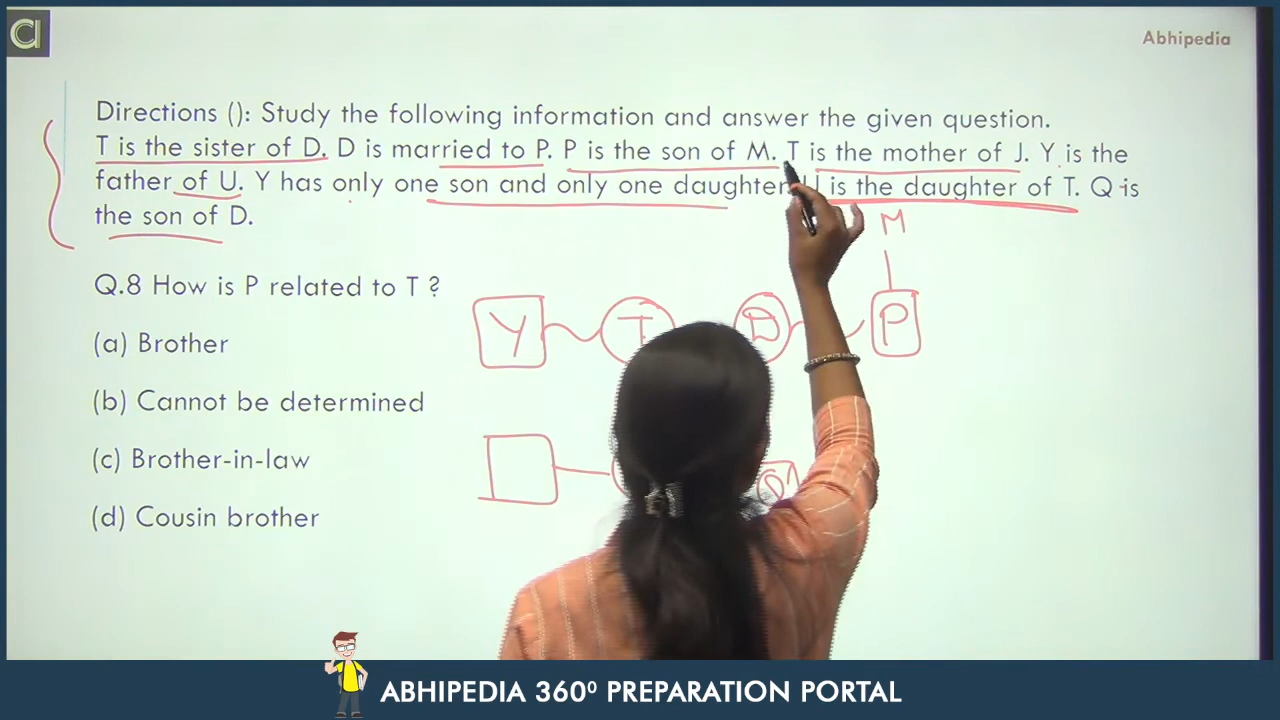 CI
Abhipedia
Directions (): Study the following information and answer the given question.
T is the sister of D. D is married to P. P is the son of M. T is the mother of J. Y is the
father of U. Y has only one son and only one daughter. U is the daughter of T. Q is
the son of D.
M
Q.8 How is P related to T ?
Y T D P
(a) Brother
(b) Cannot be determined
(c) Brother-in-law
(d) Cousin brother
ABHIPEDIA 360⁰ PREPARATION PORTAL